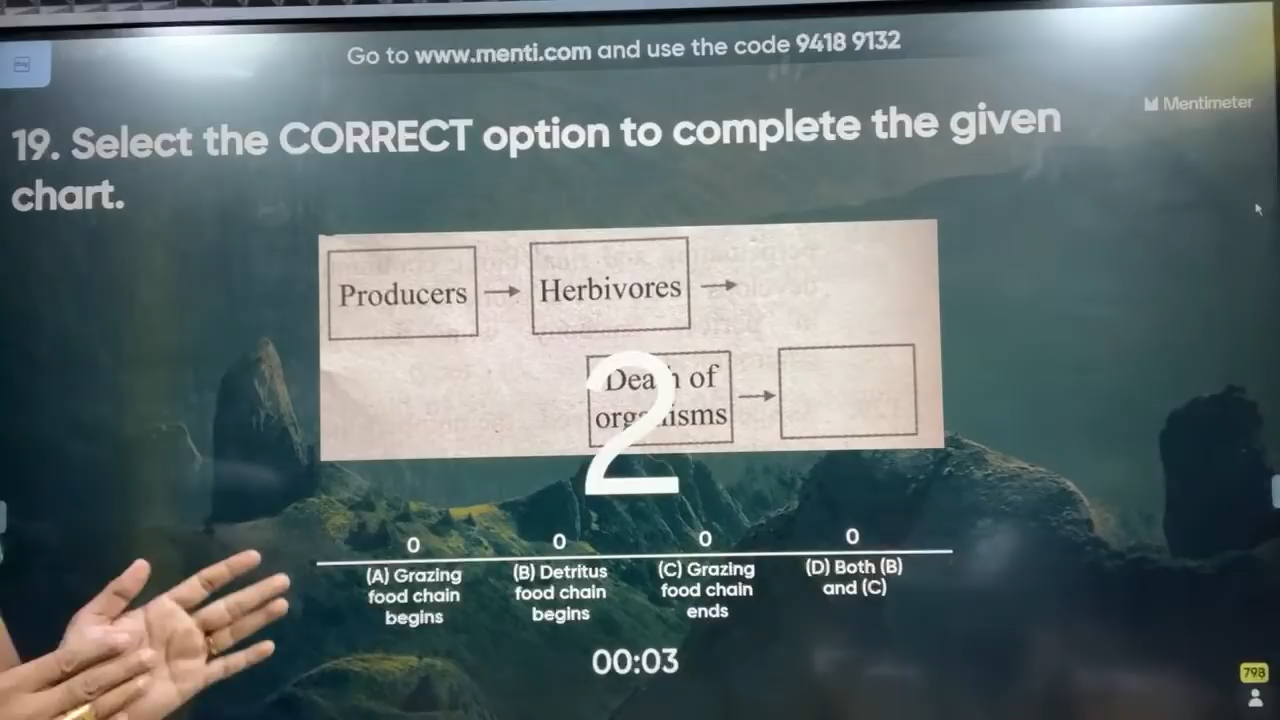 Go to www.menti.com and use the code 9418 9132
Mentimeter
19. Select the CORRECT option to complete the given
chart.
Producers → Herbivores →
Death of
organisms →
2
0 0 0 0
(A) Grazing
food chain
begins
(B) Detritus
food chain
begins
(C) Grazing
food chain
ends
(D) Both (B)
and (C)
00:03